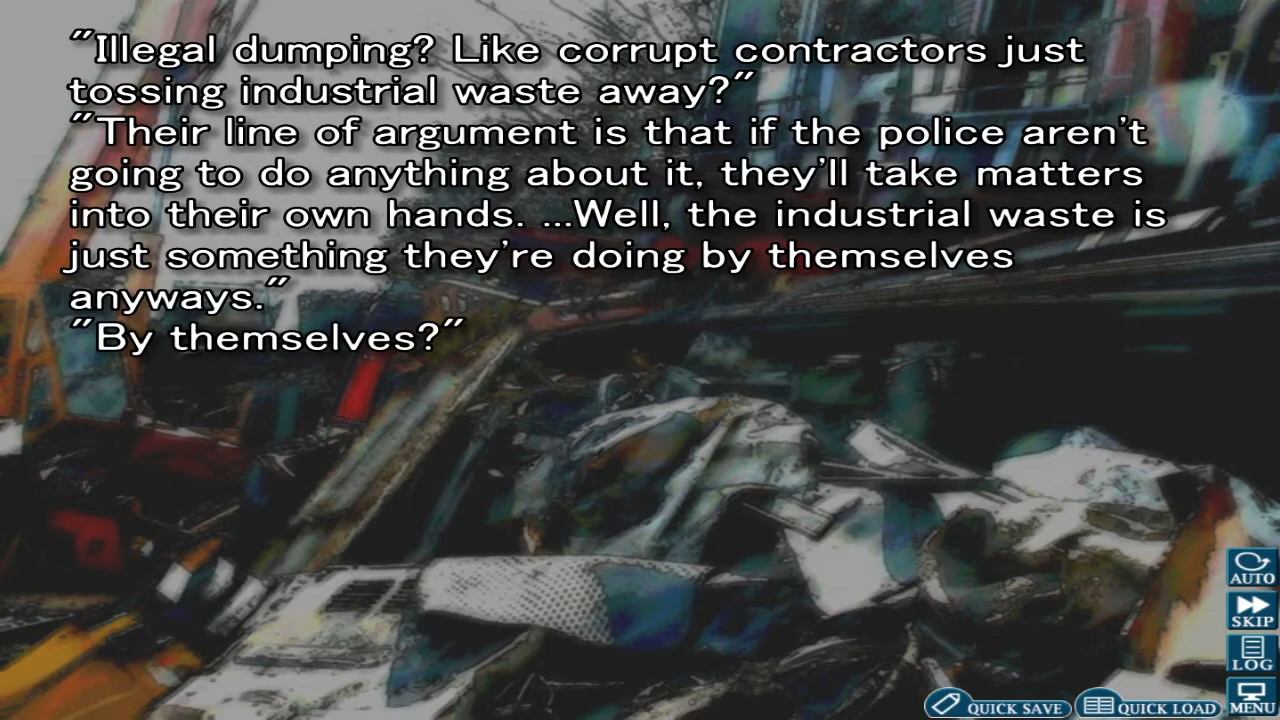 "Illegal dumping? Like corrupt contractors just
tossing industrial waste away?"
"Their line of argument is that if the police aren't
going to do anything about it, they'll take matters
into their own hands. ...Well, the industrial waste is
just something they're doing by themselves
anyways."
"By themselves?"
AUTO
SKIP
LOG
MENU
QUICK SAVE
QUICK LOAD